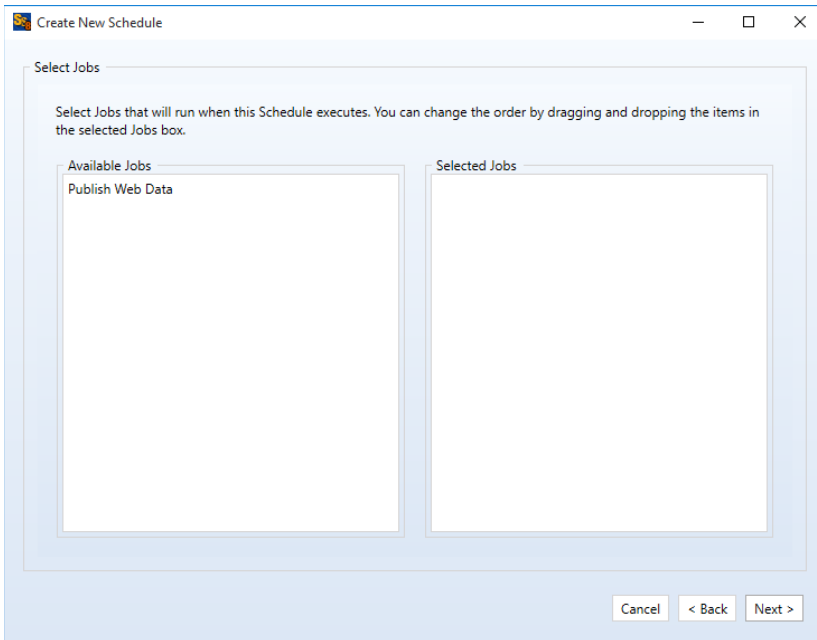 Create New Schedule
Select Jobs
Select Jobs that will run when this Schedule executes. You can change the order by dragging and dropping the items in
the selected Jobs box.
Available Jobs
Selected Jobs
Publish Web Data
Cancel
< Back
Next >